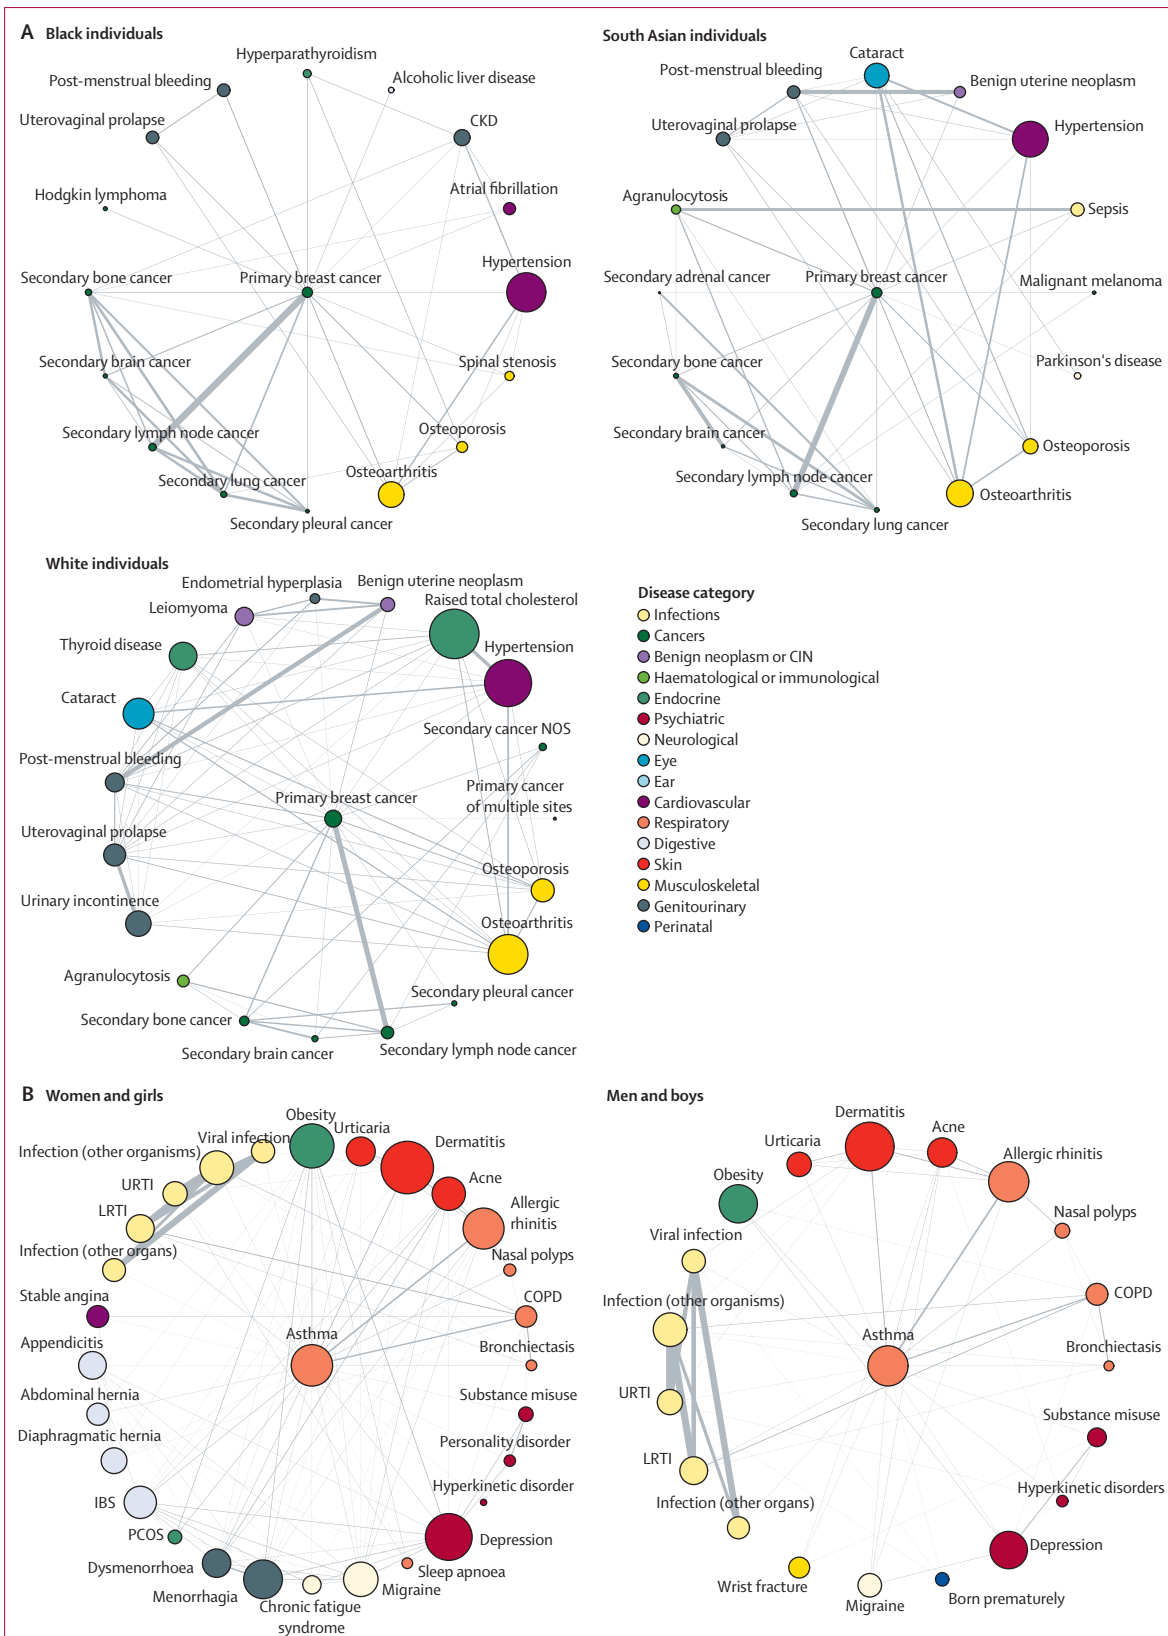 A Black individuals
Hyperparathyroidism
Post-menstrual bleeding
Alcoholic liver disease
Uterovaginal prolapse
CKD
Hodgkin lymphoma
Atrial fibrillation
Secondary bone cancer
Primary breast cancer
Hypertension
Secondary brain cancer
Spinal stenosis
Secondary lymph node cancer
Osteoporosis
Secondary lung cancer
Osteoarthritis
Secondary pleural cancer
South Asian individuals
Cataract
Post-menstrual bleeding
Benign uterine neoplasm
Uterovaginal prolapse
Hypertension
Agranulocytosis
Sepsis
Secondary adrenal cancer
Primary breast cancer
Malignant melanoma
Secondary bone cancer
Parkinson's disease
Secondary brain cancer
Osteoporosis
Secondary lymph node cancer
Osteoarthritis
Secondary lung cancer
White individuals
Endometrial hyperplasia
Benign uterine neoplasm
Leiomyoma
Raised total cholesterol
Thyroid disease
Hypertension
Cataract
Secondary cancer NOS
Post-menstrual bleeding
Primary cancer
of multiple sites
Primary breast cancer
Uterovaginal prolapse
Osteoporosis
Urinary incontinence
Osteoarthritis
Agranulocytosis
Secondary pleural cancer
Secondary bone cancer
Secondary brain cancer
Secondary lymph node cancer
Disease category
Infections
Cancers
Benign neoplasm or CIN
Haematological or immunological
Endocrine
Psychiatric
Neurological
Eye
Ear
Cardiovascular
Respiratory
Digestive
Skin
Musculoskeletal
Genitourinary
Perinatal
B Women and girls
Obesity
Viral infection
Urticaria
Infection (other organisms)
Dermatitis
URTI
Acne
LRTI
Allergic
rhinitis
Infection (other organs)
Nasal polyps
Stable angina
COPD
Appendicitis
Asthma
Bronchiectasis
Abdominal hernia
Substance misuse
Diaphragmatic hernia
Personality disorder
IBS
Hyperkinetic disorder
PCOS
Depression
Dysmenorrhoea
Sleep apnoea
Menorrhagia
Migraine
Chronic fatigue
syndrome
Men and boys
Dermatitis
Urticaria
Acne
Obesity
Allergic rhinitis
Viral infection
Nasal polyps
Infection (other organisms)
COPD
Asthma
Bronchiectasis
URTI
Substance misuse
LRTI
Hyperkinetic disorders
Infection (other organs)
Depression
Wrist fracture
Born prematurely
Migraine